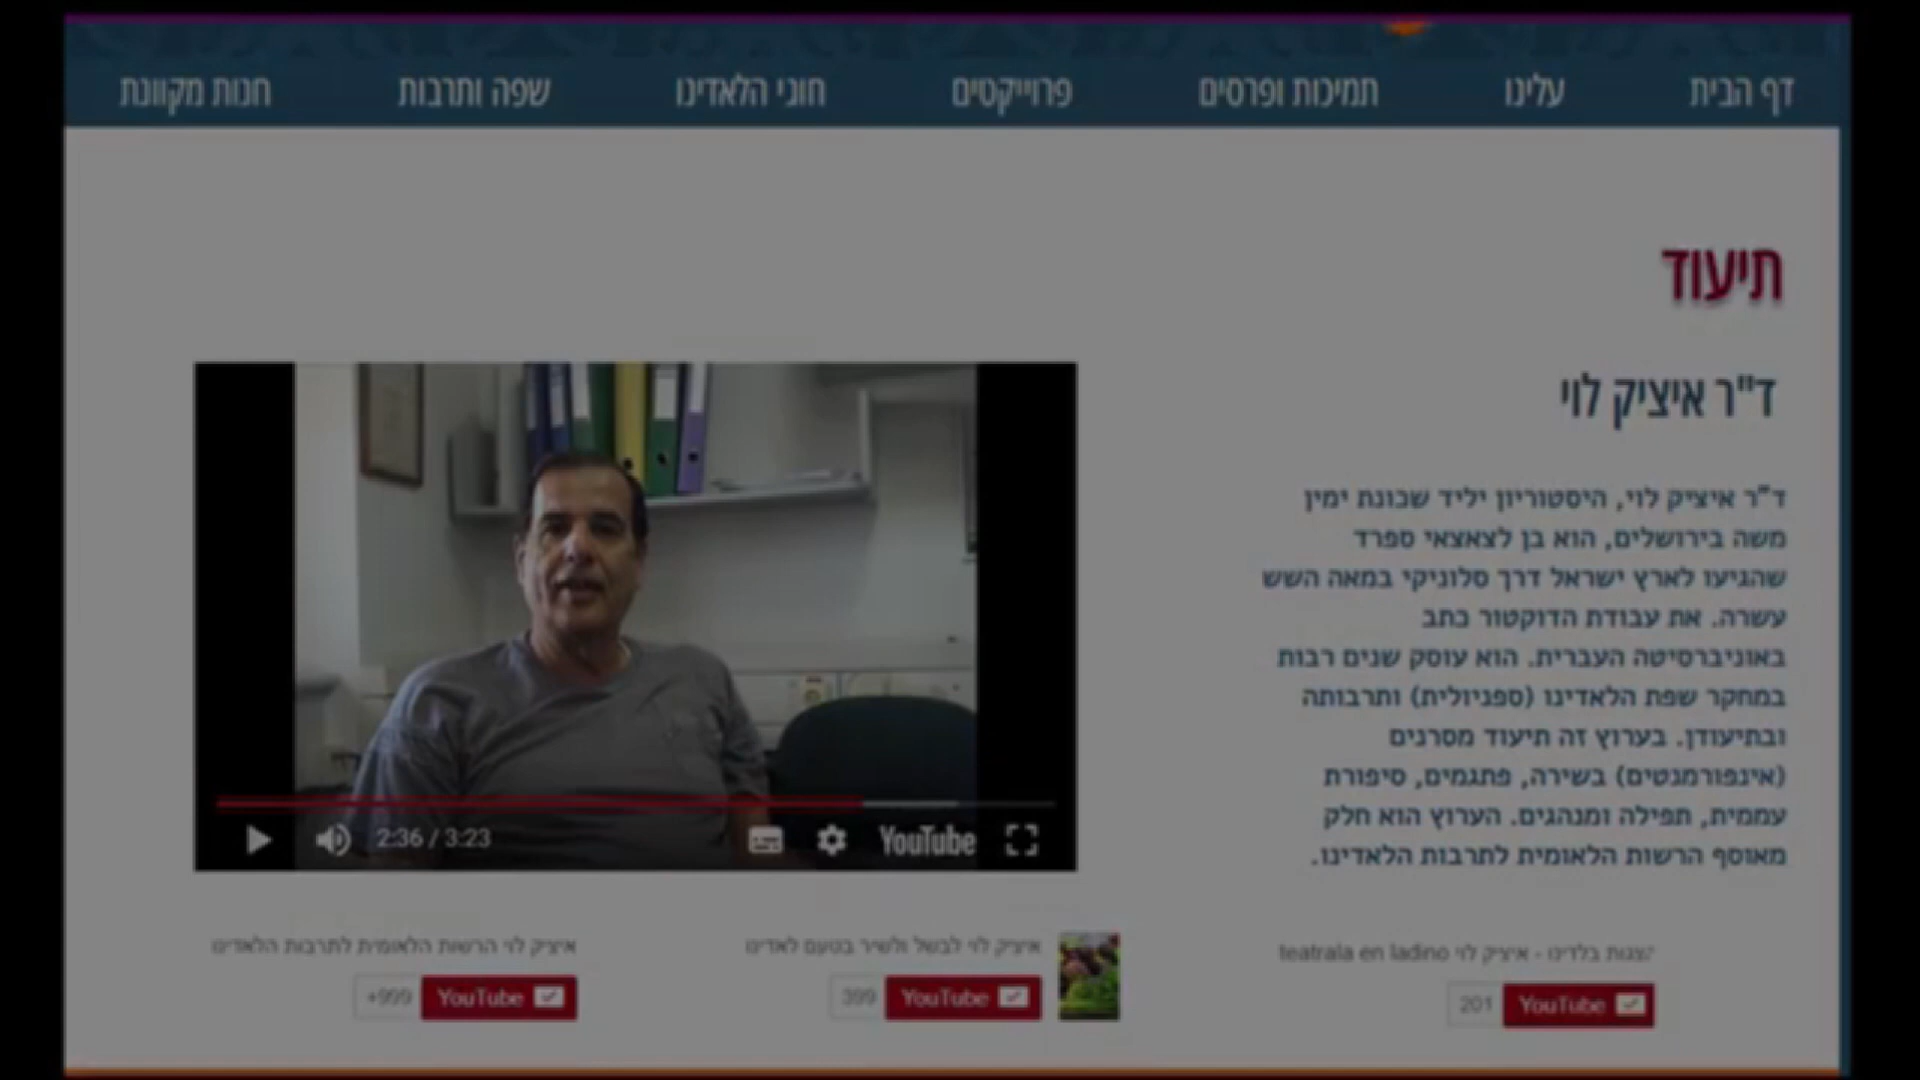 דף הבית
עלינו
תמיכות ופרסים
פרוייקטים
חוגי הלאדינו
שפה ותרבות
חנות מקוונת
תיעוד
ד"ר איציק לוי
ד"ר איציק לוי, היסטוריון יליד שכונת ימין
משה בירושלים, הוא בן לצאצאי ספרד
שהגיעו לארץ ישראל דרך סלוניקי במאה השש
עשרה. את עבודת הדוקטור כתב
באוניברסיטה העברית. הוא עוסק שנים רבות
במחקר שפת הלאדינו (ספניולית) ותרבותה
ובתיעודן. בערוץ זה תיעוד מסרנים
(אינפורמנטים) בשירה, פתגמים, סיפורת
עממית, תפילה ומנהגים. הערוץ הוא חלק
מאוסף הרשות הלאומית לתרבות הלאדינו.
2:36 / 3:23
YouTube
הצגות בלדינו - איציק לוי teatrala en ladino
YouTube 201
איציק לוי לבשל ולשיר בטעם לאדינו
YouTube 399
איציק לוי הרשות הלאומית לתרבות הלאדינו
YouTube +999